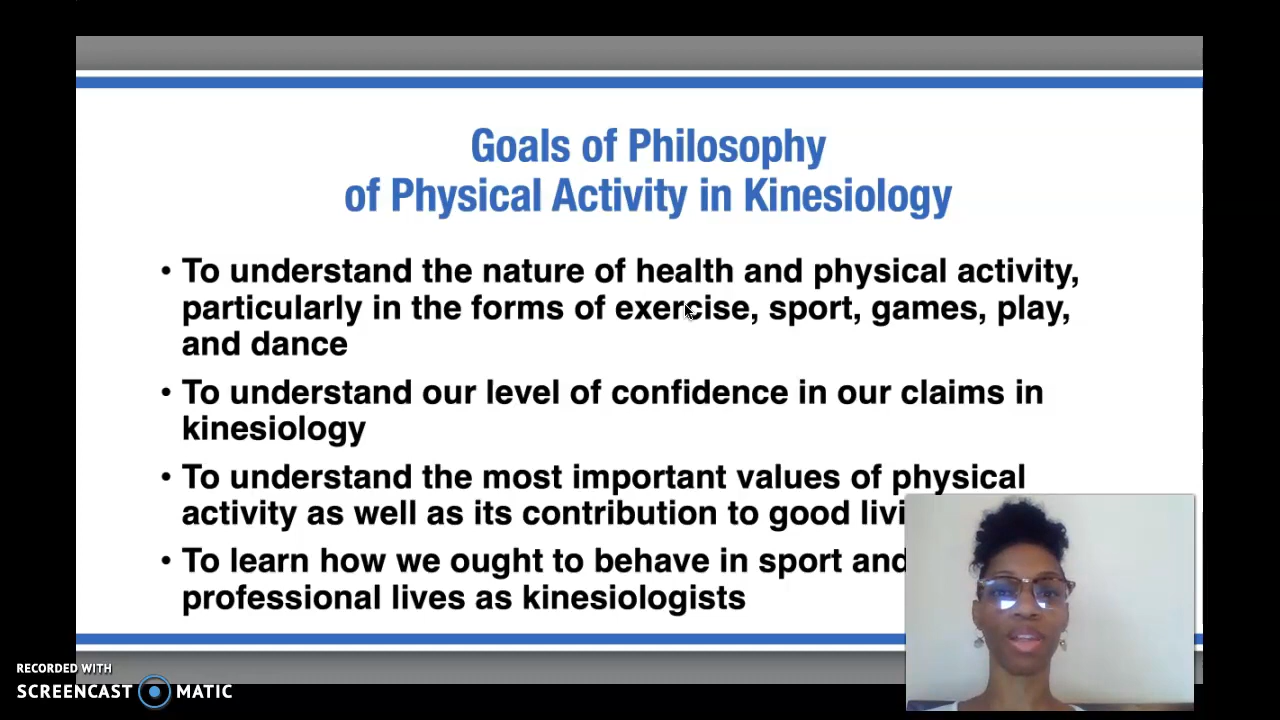 Goals of Philosophy
of Physical Activity in Kinesiology
• To understand the nature of health and physical activity,
particularly in the forms of exercise, sport, games, play,
and dance
• To understand our level of confidence in our claims in
kinesiology
• To understand the most important values of physical
activity as well as its contribution to good
• To learn how we ought to behave in sport and
professional lives as kinesiologists
RECORDED WITH
SCREENCAST MATIC